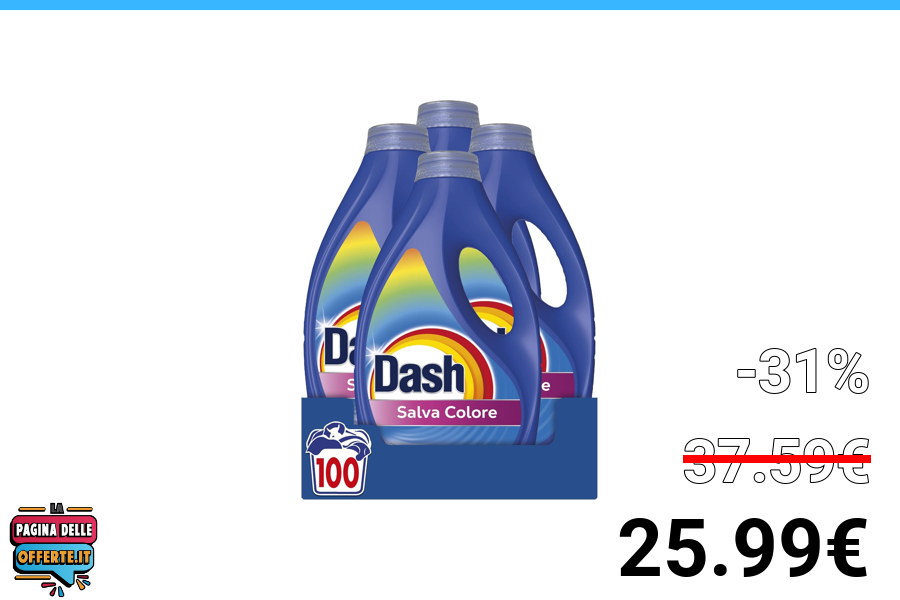 Dash
Salva Colore
100
-31%
37.59€
25.99€
LA
PAGINA DELLE
OFFERTE.IT